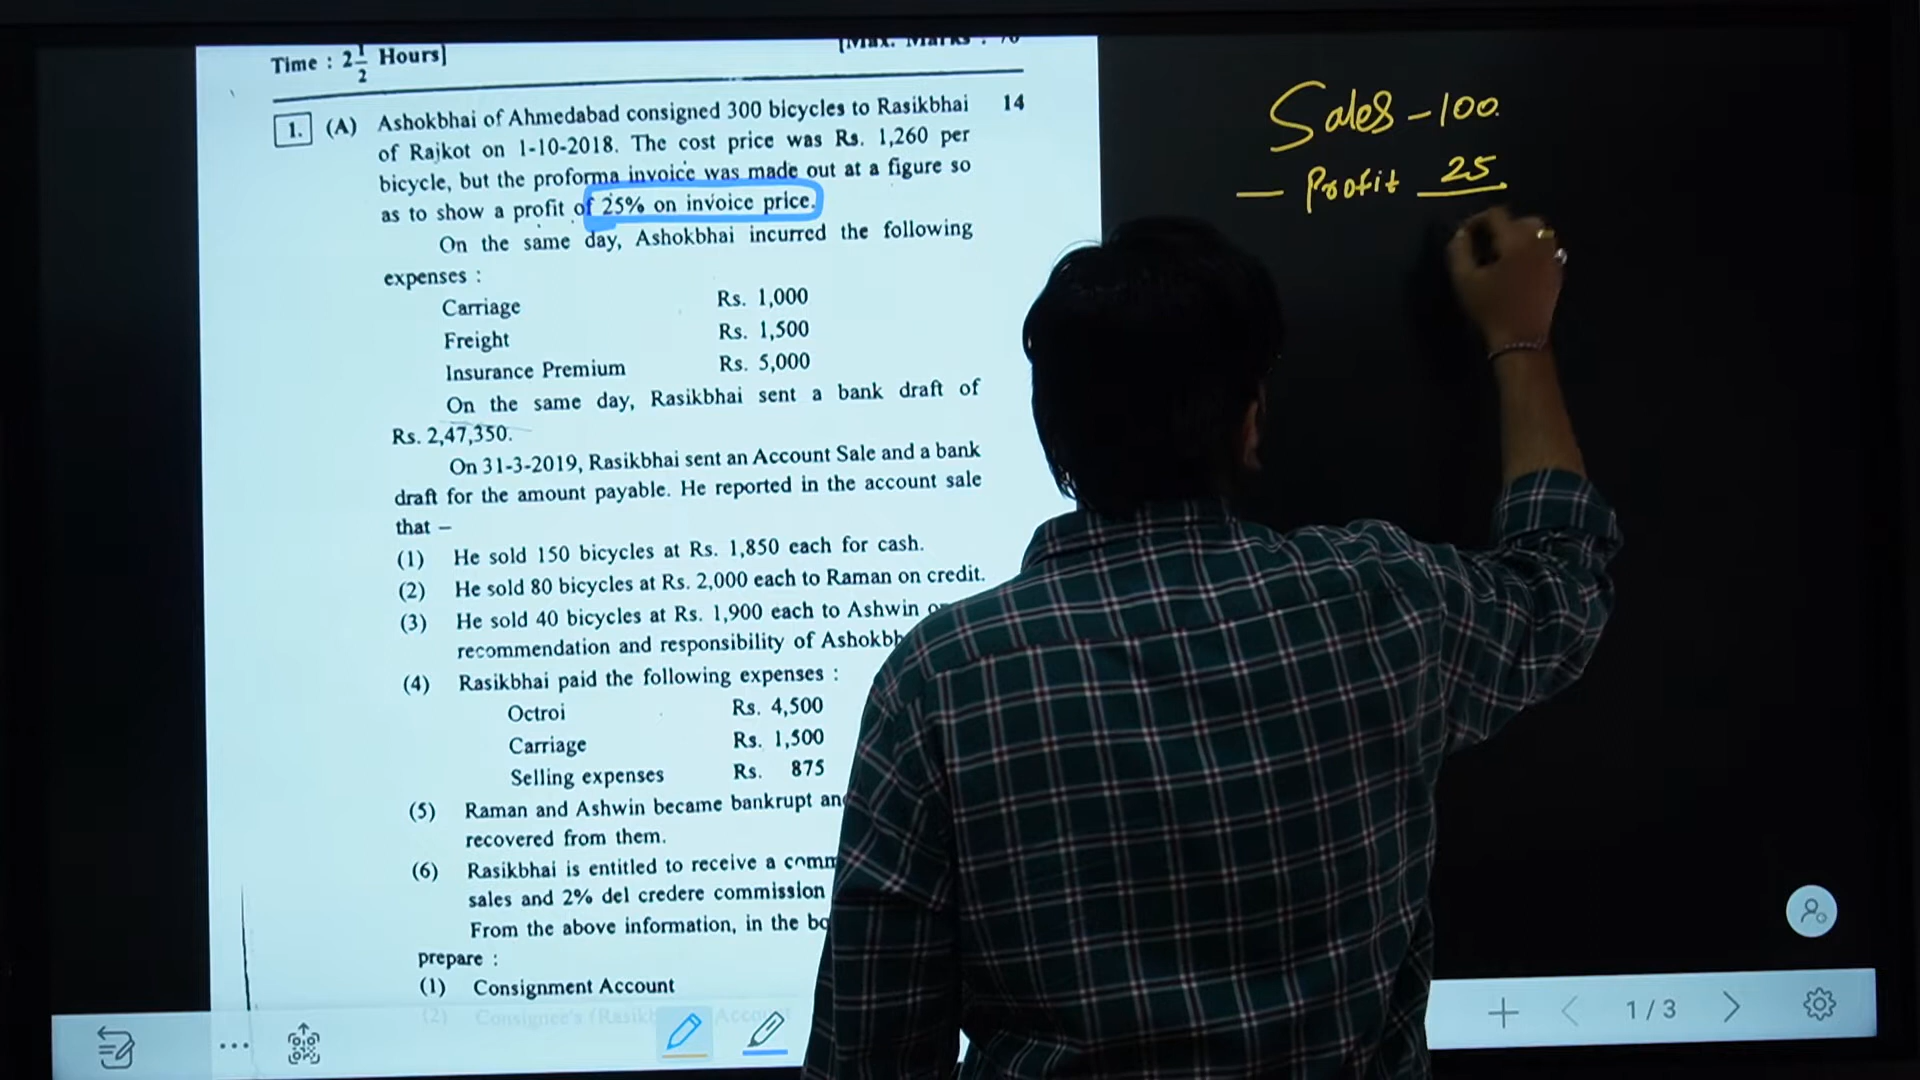 Time : 2 1/2 Hours]
[Max. Marks : 70
1. (A) Ashokbhai of Ahmedabad consigned 300 bicycles to Rasikbhai 14
of Rajkot on 1-10-2018. The cost price was Rs. 1,260 per
bicycle, but the proforma invoice was made out at a figure so
as to show a profit of 25% on invoice price.
On the same day, Ashokbhai incurred the following
expenses :
Carriage Rs. 1,000
Freight Rs. 1,500
Insurance Premium Rs. 5,000
On the same day, Rasikbhai sent a bank draft of
Rs. 2,47,350.
On 31-3-2019, Rasikbhai sent an Account Sale and a bank
draft for the amount payable. He reported in the account sale
that –
(1) He sold 150 bicycles at Rs. 1,850 each for cash.
(2) He sold 80 bicycles at Rs. 2,000 each to Raman on credit.
(3) He sold 40 bicycles at Rs. 1,900 each to Ashwin
recommendation and responsibility of
(4) Rasikbhai paid the following expenses :
Octroi Rs. 4,500
Carriage Rs. 1,500
Selling expenses Rs. 875
(5) Raman and Ashwin became bankrupt
recovered from them.
(6) Rasikbhai is entitled to receive a
sales and 2% del credere commission
From the above information, in the
prepare :
(1) Consignment Account
(2) Consignee's
Sales – 100.
— Profit 25
1 / 3